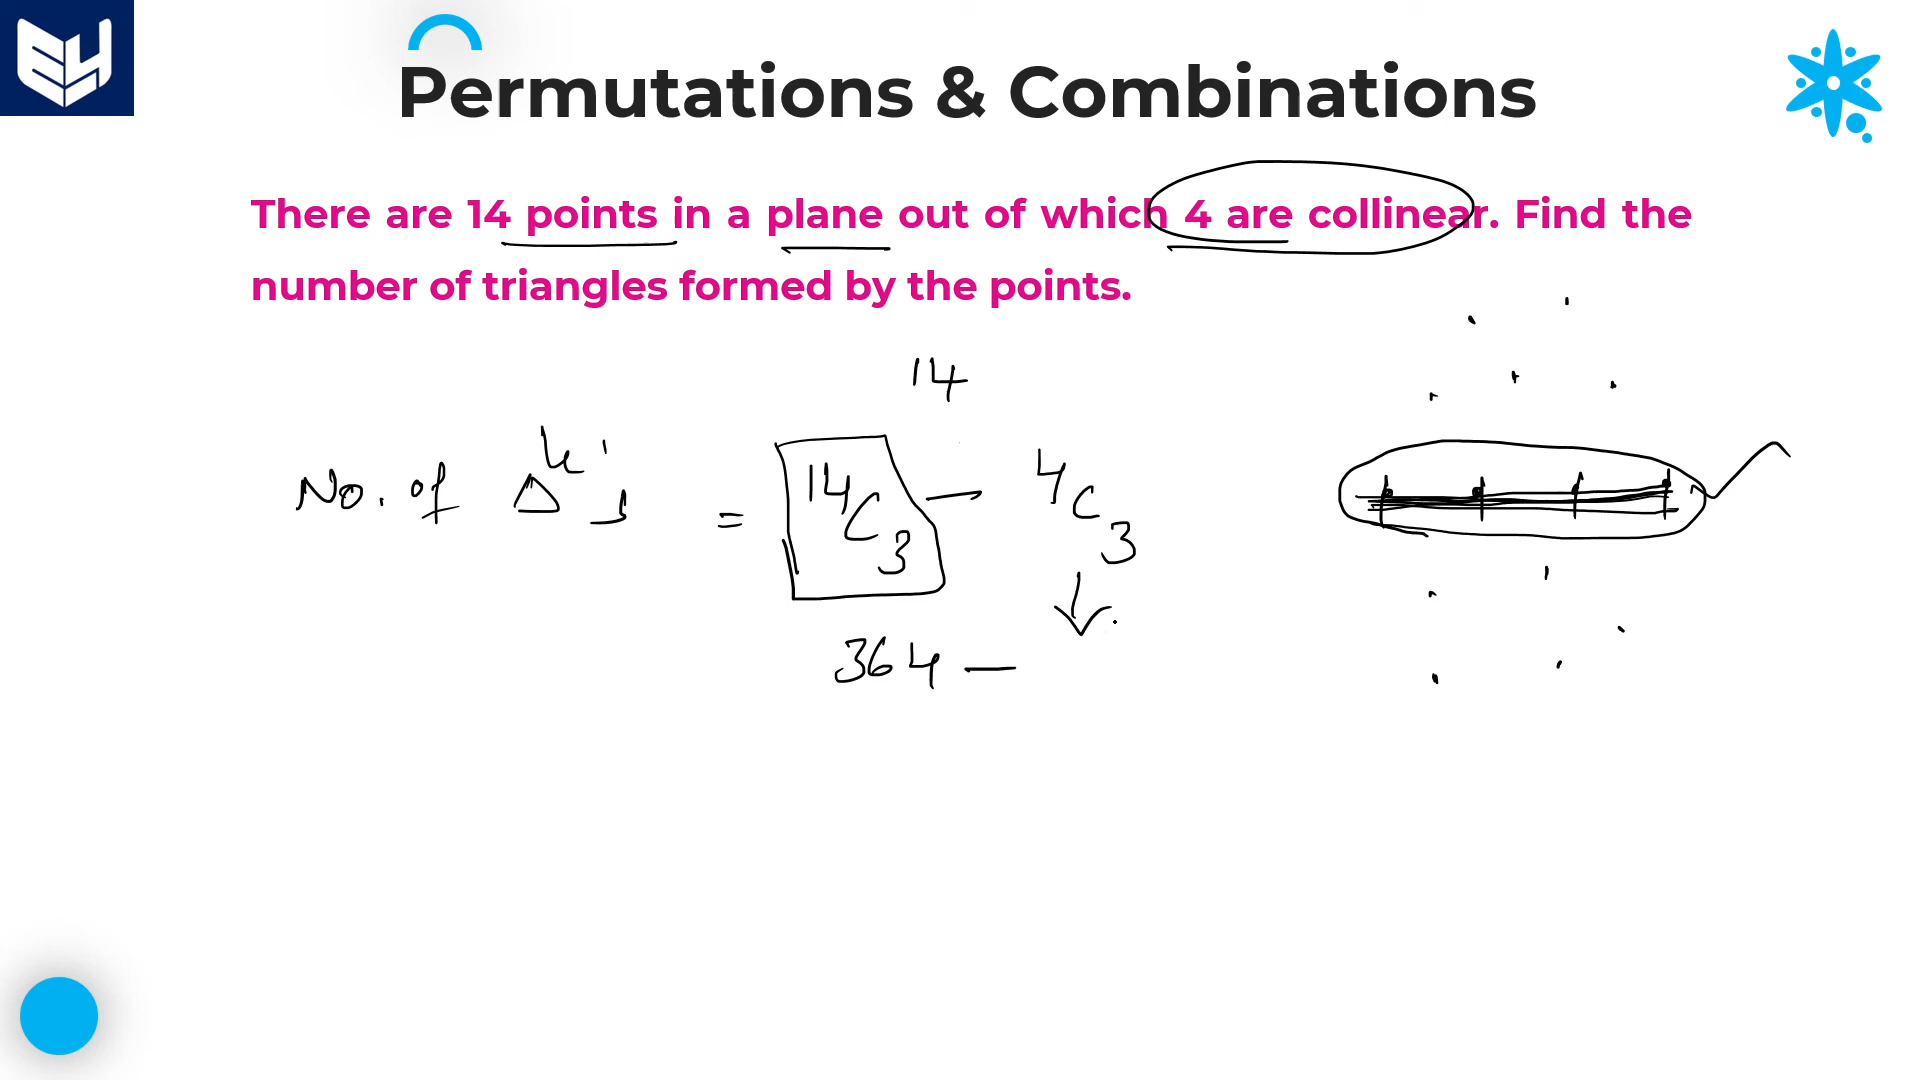 Permutations & Combinations
There are 14 points in a plane out of which 4 are collinear. Find the
number of triangles formed by the points.
14
No. of Δs = 14C3 — 4C3
364 —